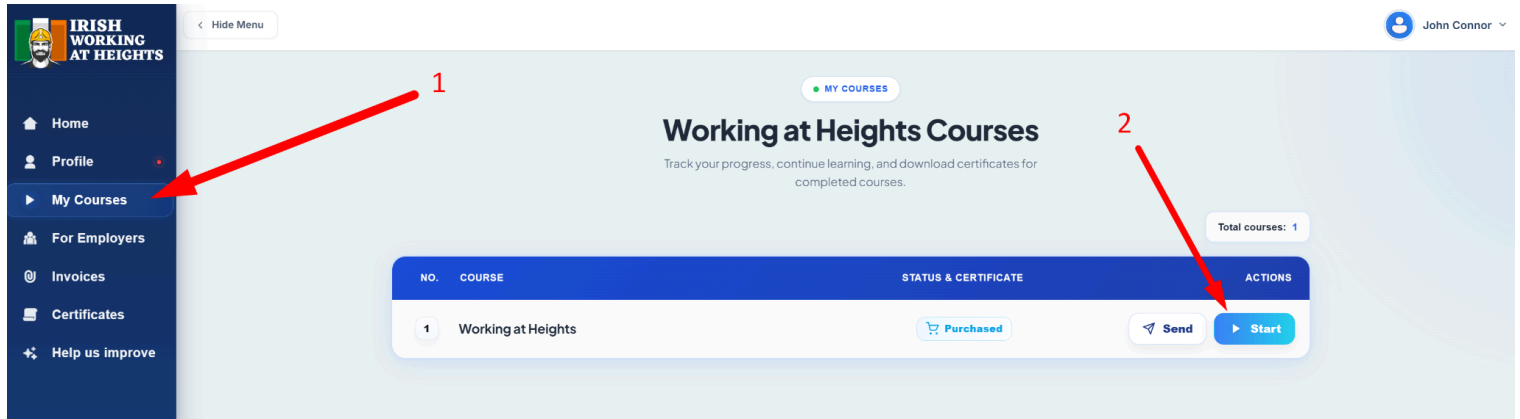 IRISH
WORKING
AT HEIGHTS
Hide Menu
John Connor
1
Home
Profile
My Courses
For Employers
Invoices
Certificates
Help us improve
MY COURSES
Working at Heights Courses
2
Track your progress, continue learning, and download certificates for
completed courses.
Total courses: 1
NO. COURSE STATUS & CERTIFICATE ACTIONS
1 Working at Heights Purchased Send Start